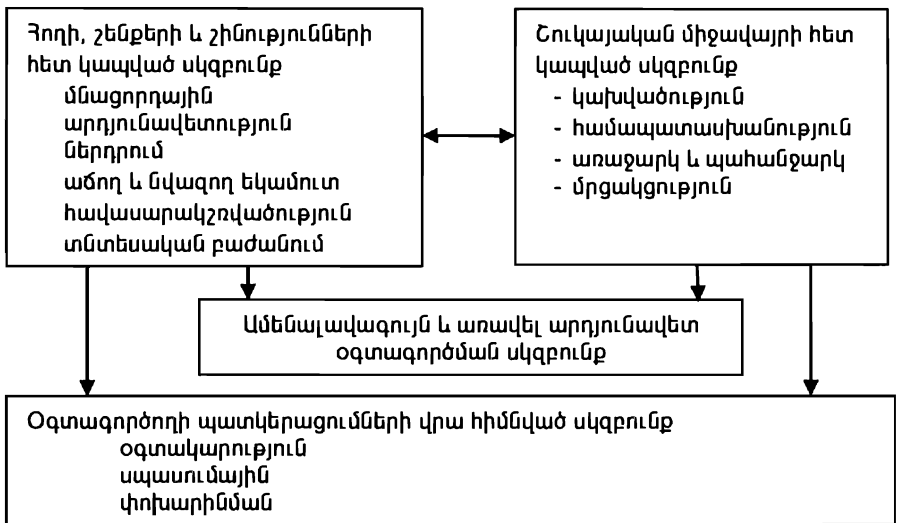 Հողի, շենքերի և շինությունների
հետ կապված սկզբունք
մնացորդային
արդյունավետություն
ներդրում
աճող և նվազող եկամուտ
հավասարակշռվածություն
տնտեսական բաժանում
Շուկայական միջավայրի հետ
կապված սկզբունք
- կախվածություն
- համապատասխանություն
- առաջարկ և պահանջարկ
- մրցակցություն
Ամենալավագույն և առավել արդյունավետ
օգտագործման սկզբունք
Օգտագործողի պատկերացումների վրա հիմնված սկզբունք
օգտակարություն
սպասումային
փոխարինման